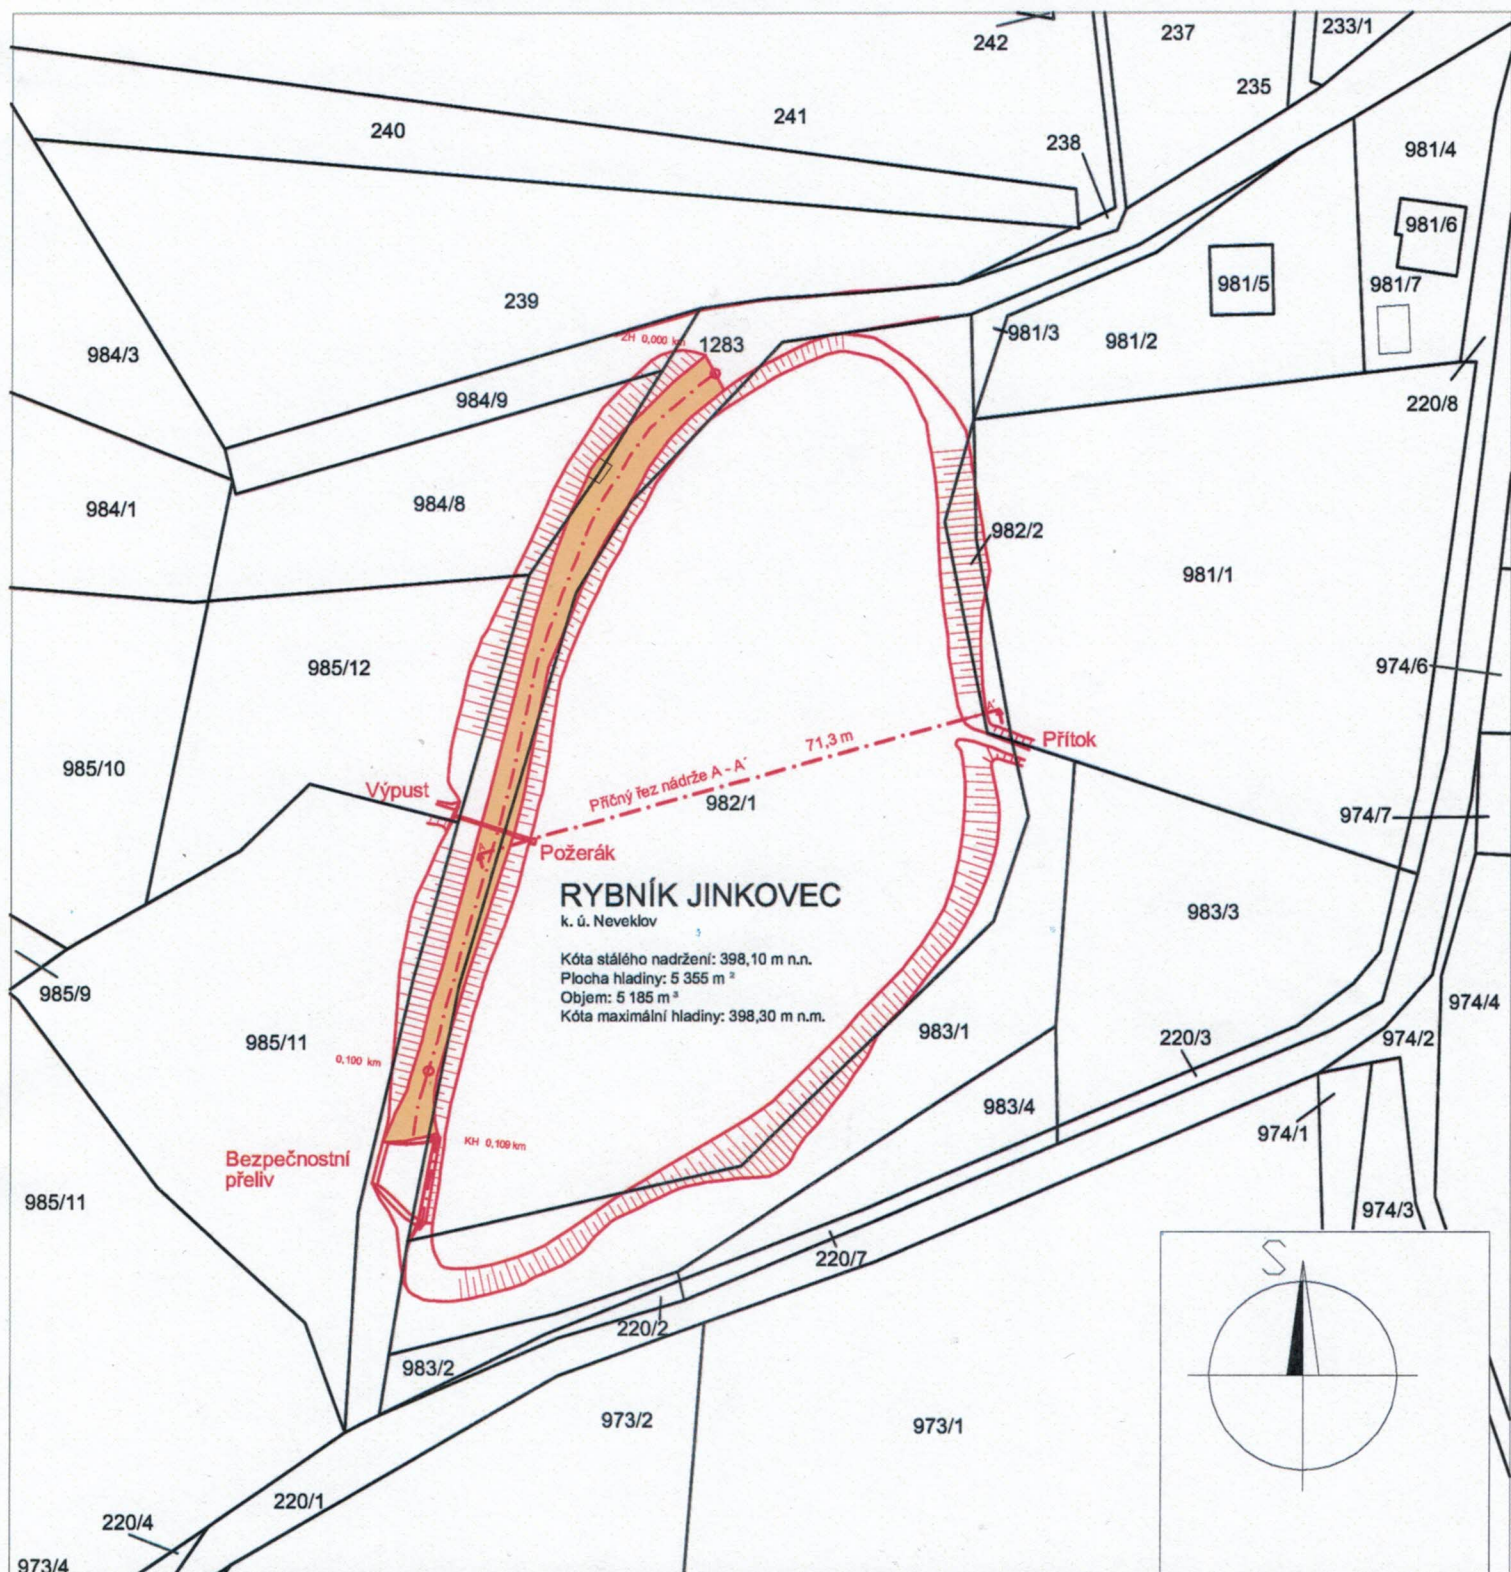 242
237
233/1
235
240
241
238
981/4
981/6
239
981/5
981/7
ZH 0,000 km
1283
984/3
981/3
981/2
984/9
220/8
984/1
984/8
982/2
981/1
985/12
974/6
71,3 m
Přítok
985/10
Výpust
Příčný řez nádrže A - A´
982/1
974/7
Požerák
RYBNÍK JINKOVEC
k. ú. Neveklov
983/3
Kóta stálého nadržení: 398,10 m n.n.
Plocha hladiny: 5 355 m ²
985/9
Objem: 5 185 m ³
974/4
Kóta maximální hladiny: 398,30 m n.m.
985/11
983/1
220/3
974/2
0,100 km
983/4
974/1
KH 0,109 km
Bezpečnostní
přeliv
985/11
974/3
220/7
S
220/2
983/2
973/2
973/1
220/1
220/4
973/4